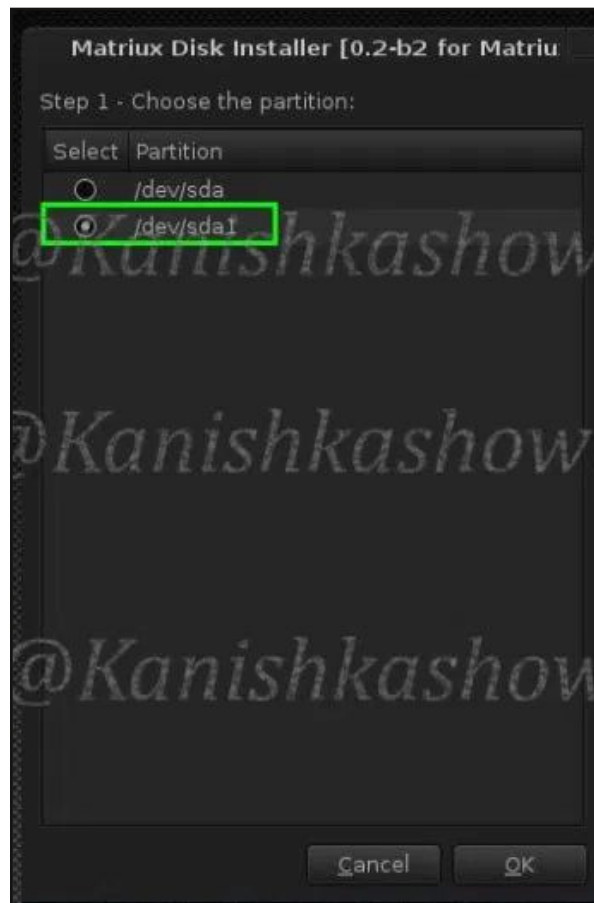 Matriux Disk Installer [0.2-b2 for Matriu
Step 1 - Choose the partition:
Select Partition
/dev/sda
/dev/sda1
@Kanishkashow
@Kanishkashow
@Kanishkashow
Cancel OK